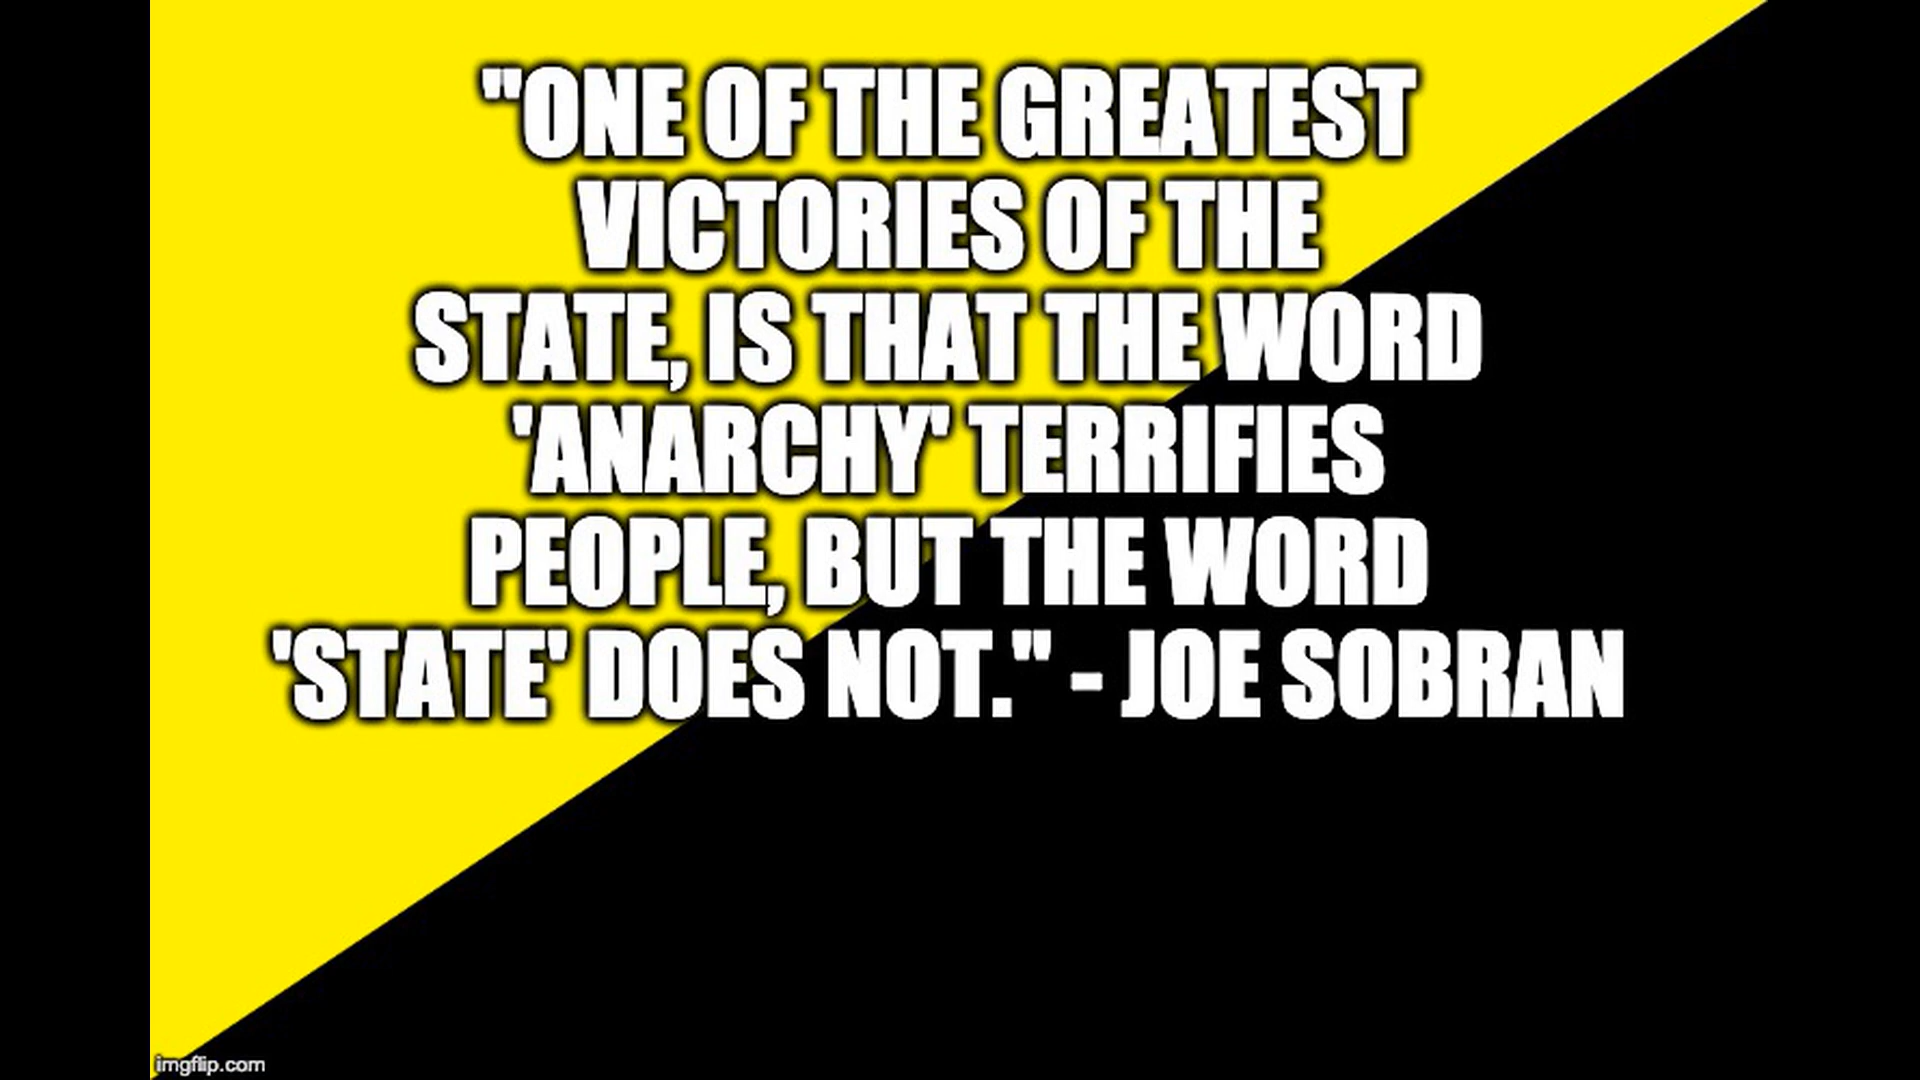 "ONE OF THE GREATEST
VICTORIES OF THE
STATE, IS THAT THE WORD
'ANARCHY' TERRIFIES
PEOPLE, BUT THE WORD
'STATE' DOES NOT." - JOE SOBRAN
imgflip.com